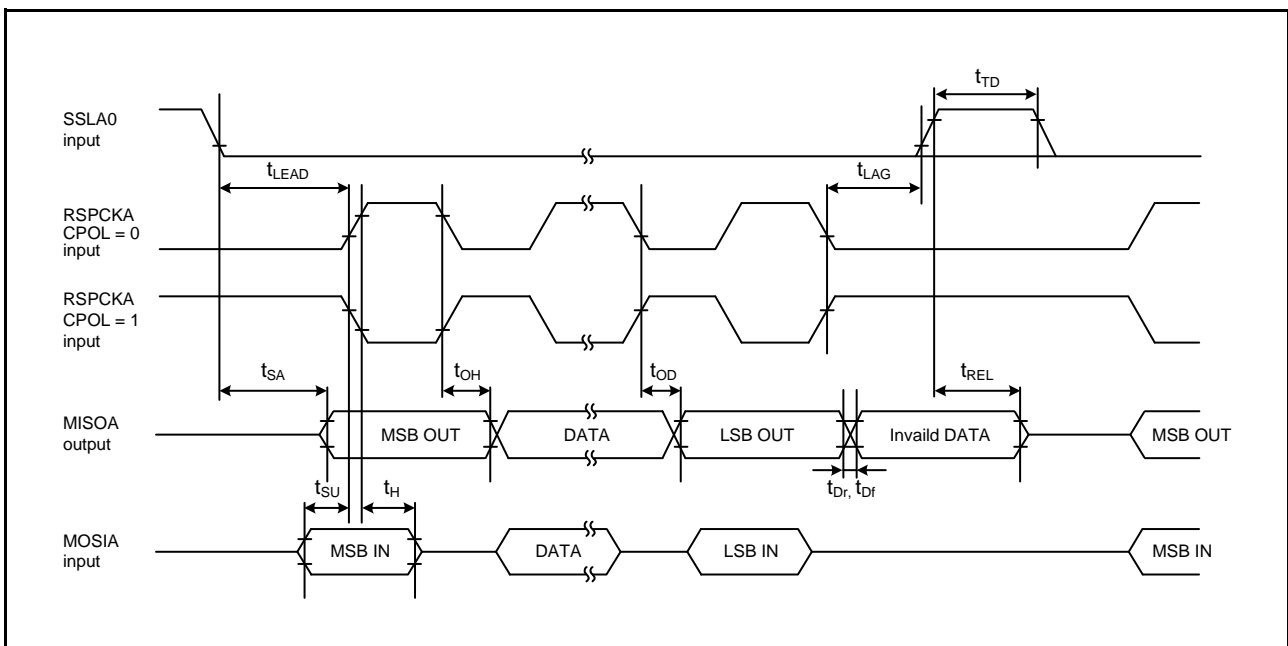 tTD
SSLA0
input
tLEAD
tLAG
RSPCKA
CPOL = 0
input
RSPCKA
CPOL = 1
input
tSA
tOH
tOD
tREL
MISOA
output
MSB OUT
DATA
LSB OUT
Invaild DATA
MSB OUT
tSU
tH
tDr, tDf
MOSIA
input
MSB IN
DATA
LSB IN
MSB IN